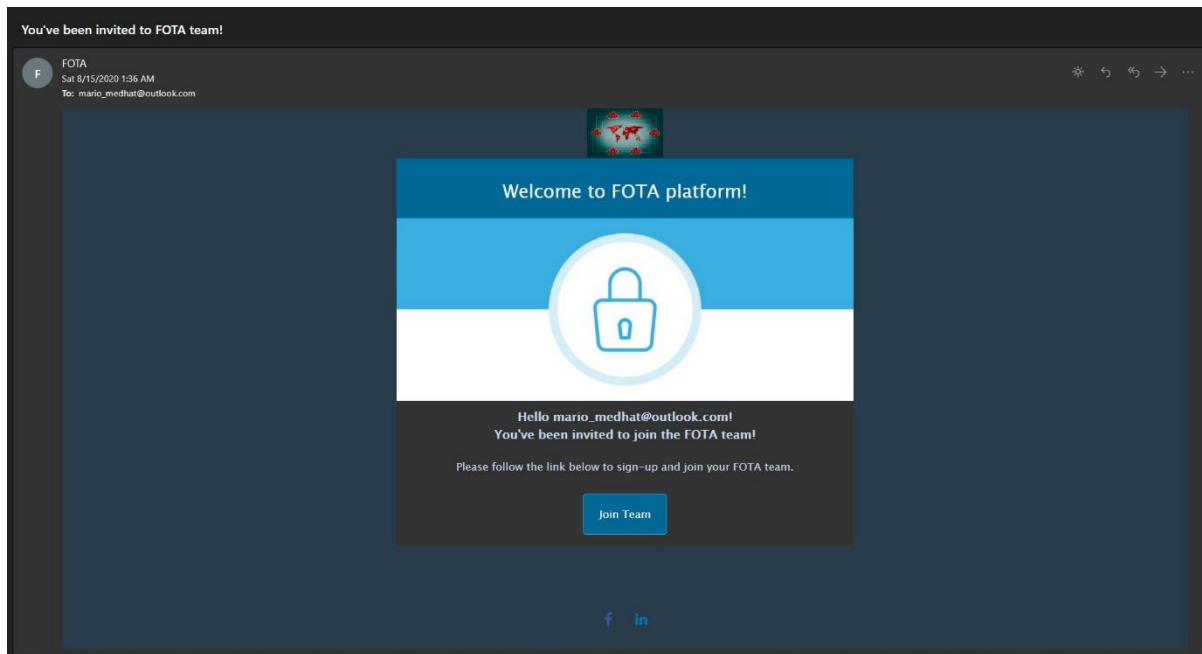 You've been invited to FOTA team!
F
FOTA
Sat 8/15/2020 1:36 AM
To: mario_medhat@outlook.com
Welcome to FOTA platform!
Hello mario_medhat@outlook.com!
You've been invited to join the FOTA team!
Please follow the link below to sign-up and join your FOTA team.
Join Team
f in